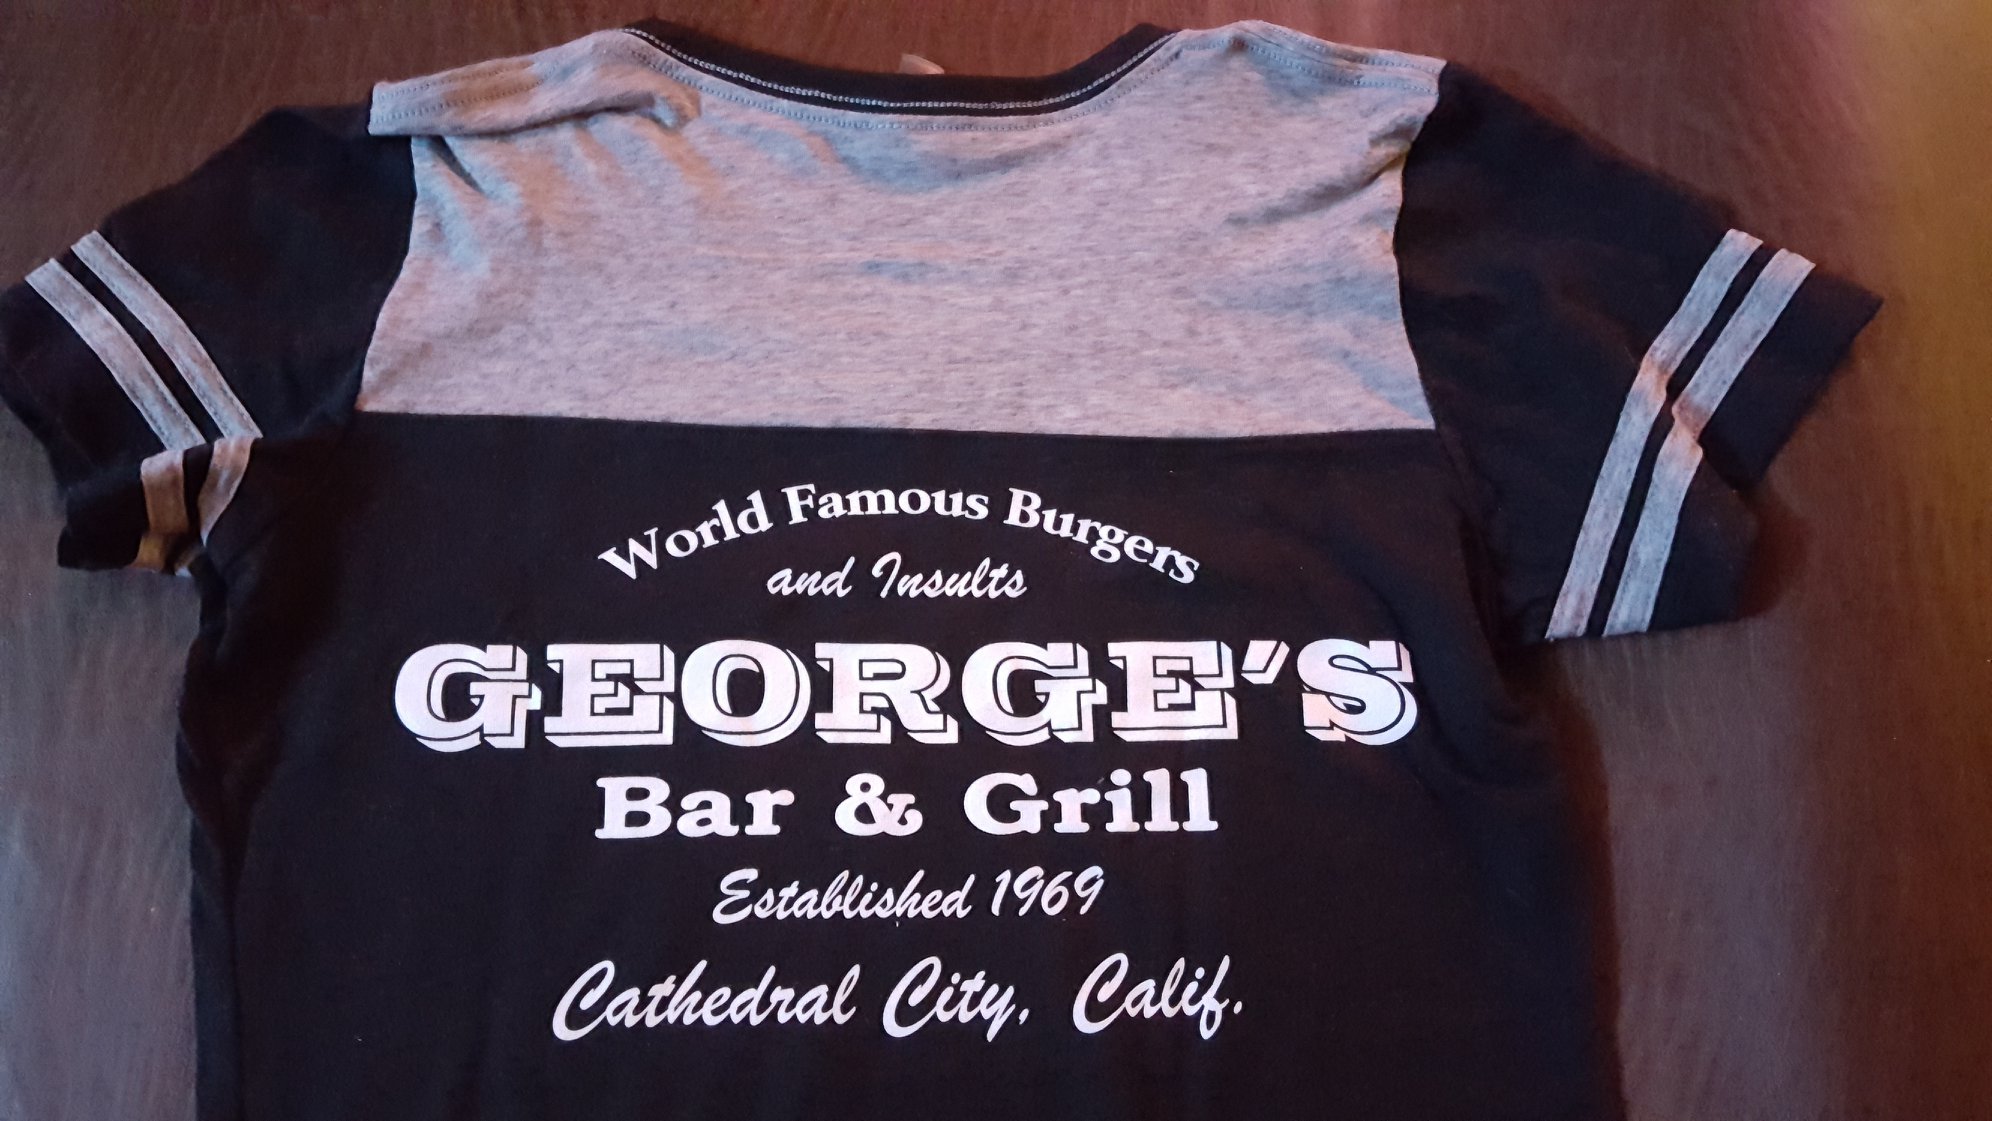 World Famous Burgers
and Insults
GEORGE'S
Bar & Grill
Established 1969
Cathedral City, Calif.